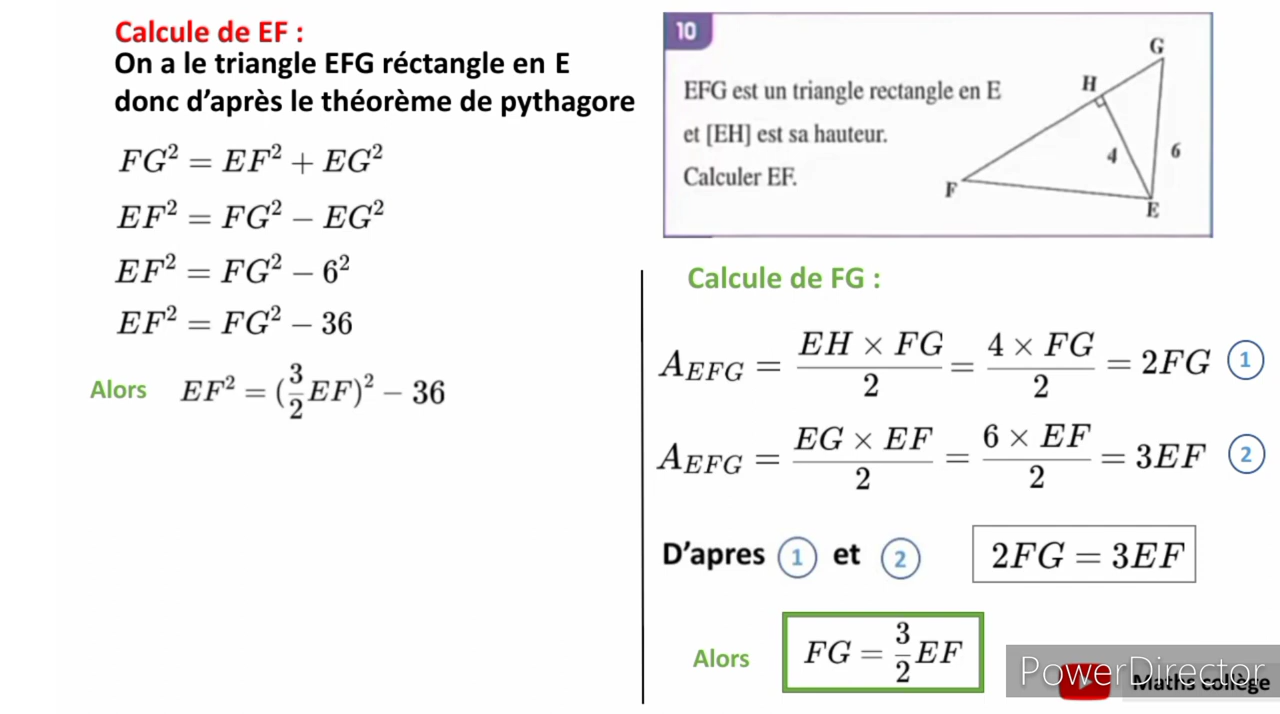 Calcule de EF :
On a le triangle EFG réctangle en E
donc d’après le théorème de pythagore
FG² = EF² + EG²
EF² = FG² − EG²
EF² = FG² − 6²
EF² = FG² − 36
Alors EF² = (3/2 EF)² − 36
10
EFG est un triangle rectangle en E
et [EH] est sa hauteur.
Calculer EF.
G
H
4
6
F
E
Calcule de FG :
A_EFG = (EH × FG)/2 = (4 × FG)/2 = 2FG 1
A_EFG = (EG × EF)/2 = (6 × EF)/2 = 3EF 2
D’apres 1 et 2 2FG = 3EF
Alors FG = 3/2 EF
PowerDirector
Maths collège